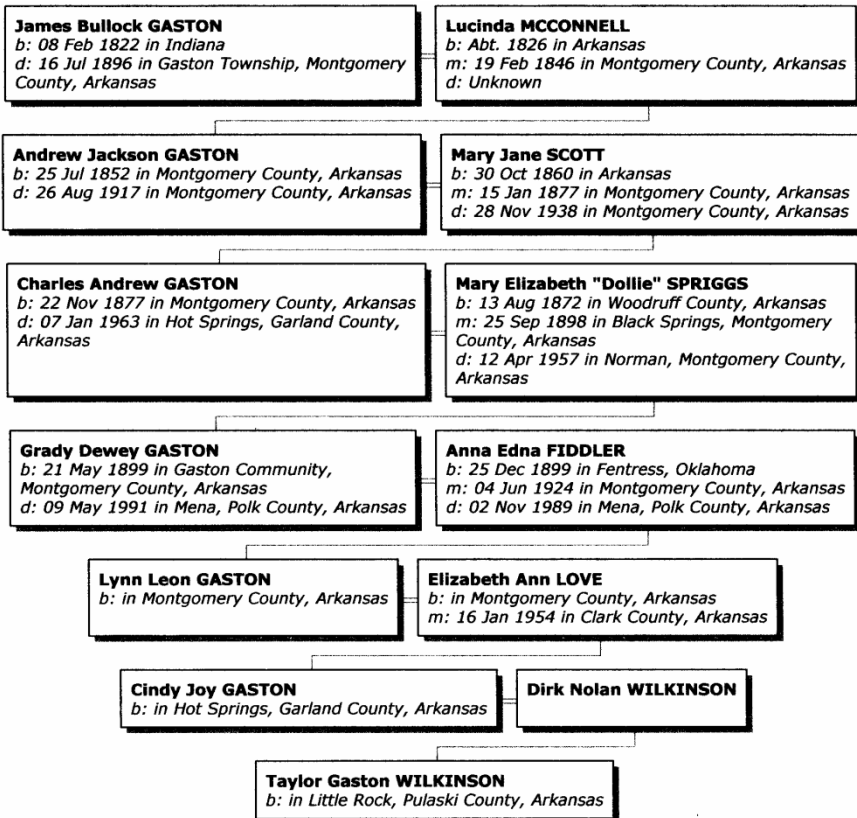 James Bullock GASTON
b: 08 Feb 1822 in Indiana
d: 16 Jul 1896 in Gaston Township, Montgomery
County, Arkansas
Lucinda MCCONNELL
b: Abt. 1826 in Arkansas
m: 19 Feb 1846 in Montgomery County, Arkansas
d: Unknown
Andrew Jackson GASTON
b: 25 Jul 1852 in Montgomery County, Arkansas
d: 26 Aug 1917 in Montgomery County, Arkansas
Mary Jane SCOTT
b: 30 Oct 1860 in Arkansas
m: 15 Jan 1877 in Montgomery County, Arkansas
d: 28 Nov 1938 in Montgomery County, Arkansas
Charles Andrew GASTON
b: 22 Nov 1877 in Montgomery County, Arkansas
d: 07 Jan 1963 in Hot Springs, Garland County,
Arkansas
Mary Elizabeth "Dollie" SPRIGGS
b: 13 Aug 1872 in Woodruff County, Arkansas
m: 25 Sep 1898 in Black Springs, Montgomery
County, Arkansas
d: 12 Apr 1957 in Norman, Montgomery County,
Arkansas
Grady Dewey GASTON
b: 21 May 1899 in Gaston Community,
Montgomery County, Arkansas
d: 09 May 1991 in Mena, Polk County, Arkansas
Anna Edna FIDDLER
b: 25 Dec 1899 in Fentress, Oklahoma
m: 04 Jun 1924 in Montgomery County, Arkansas
d: 02 Nov 1989 in Mena, Polk County, Arkansas
Lynn Leon GASTON
b: in Montgomery County, Arkansas
Elizabeth Ann LOVE
b: in Montgomery County, Arkansas
m: 16 Jan 1954 in Clark County, Arkansas
Cindy Joy GASTON
b: in Hot Springs, Garland County, Arkansas
Dirk Nolan WILKINSON
Taylor Gaston WILKINSON
b: in Little Rock, Pulaski County, Arkansas